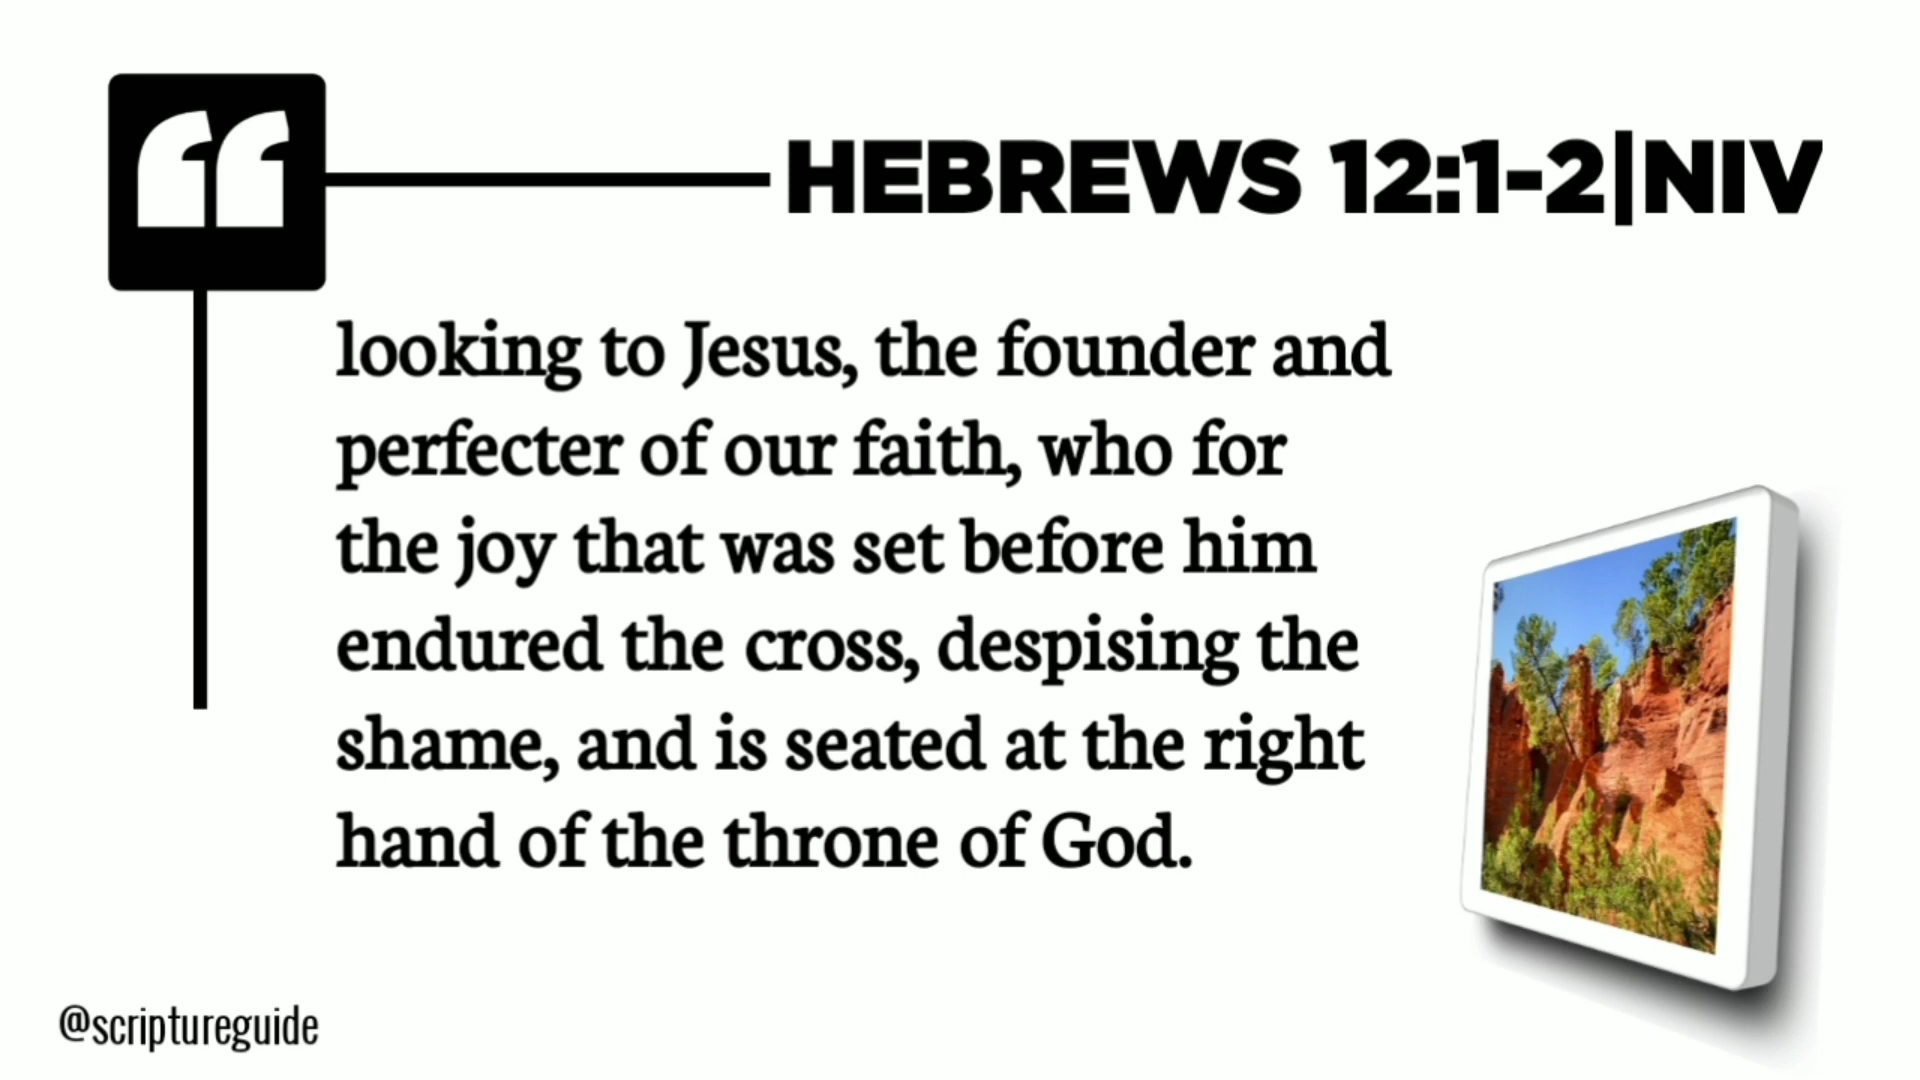 HEBREWS 12:1-2|NIV
looking to Jesus, the founder and
perfecter of our faith, who for
the joy that was set before him
endured the cross, despising the
shame, and is seated at the right
hand of the throne of God.
@scriptureguide